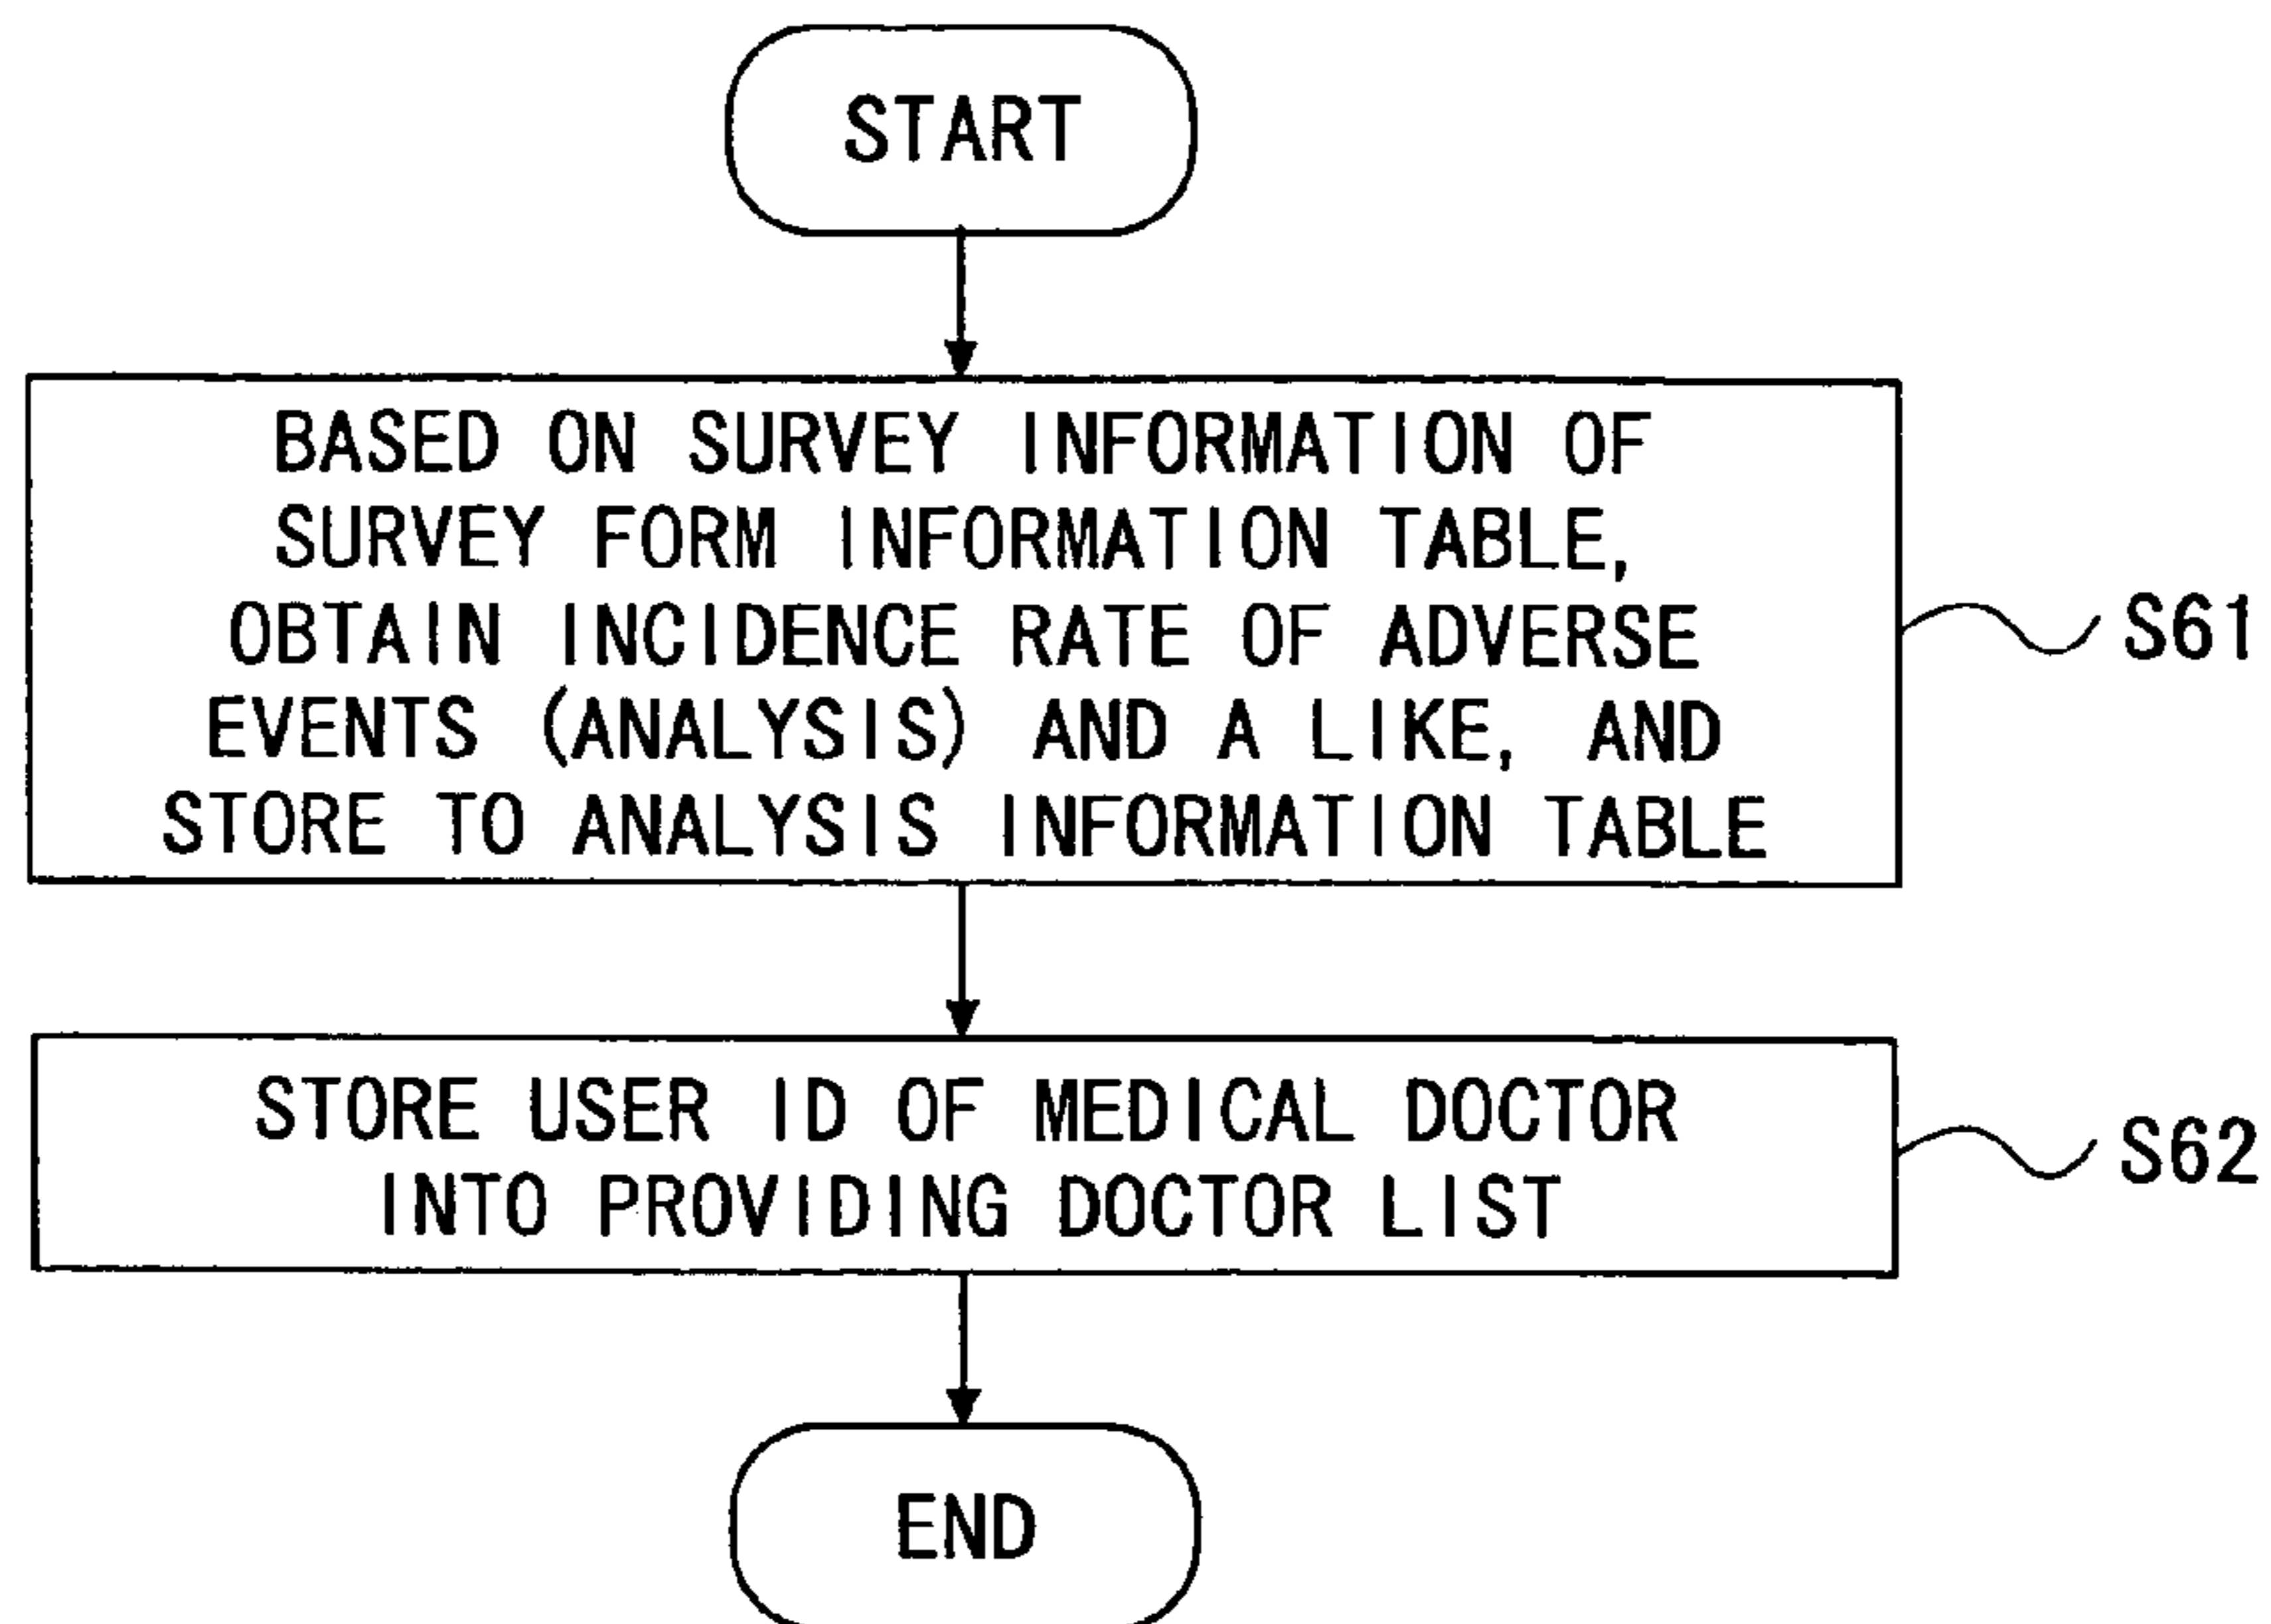 START
BASED ON SURVEY INFORMATION OF
SURVEY FORM INFORMATION TABLE,
OBTAIN INCIDENCE RATE OF ADVERSE
EVENTS (ANALYSIS) AND A LIKE, AND
STORE TO ANALYSIS INFORMATION TABLE
S61
STORE USER ID OF MEDICAL DOCTOR
INTO PROVIDING DOCTOR LIST
S62
END